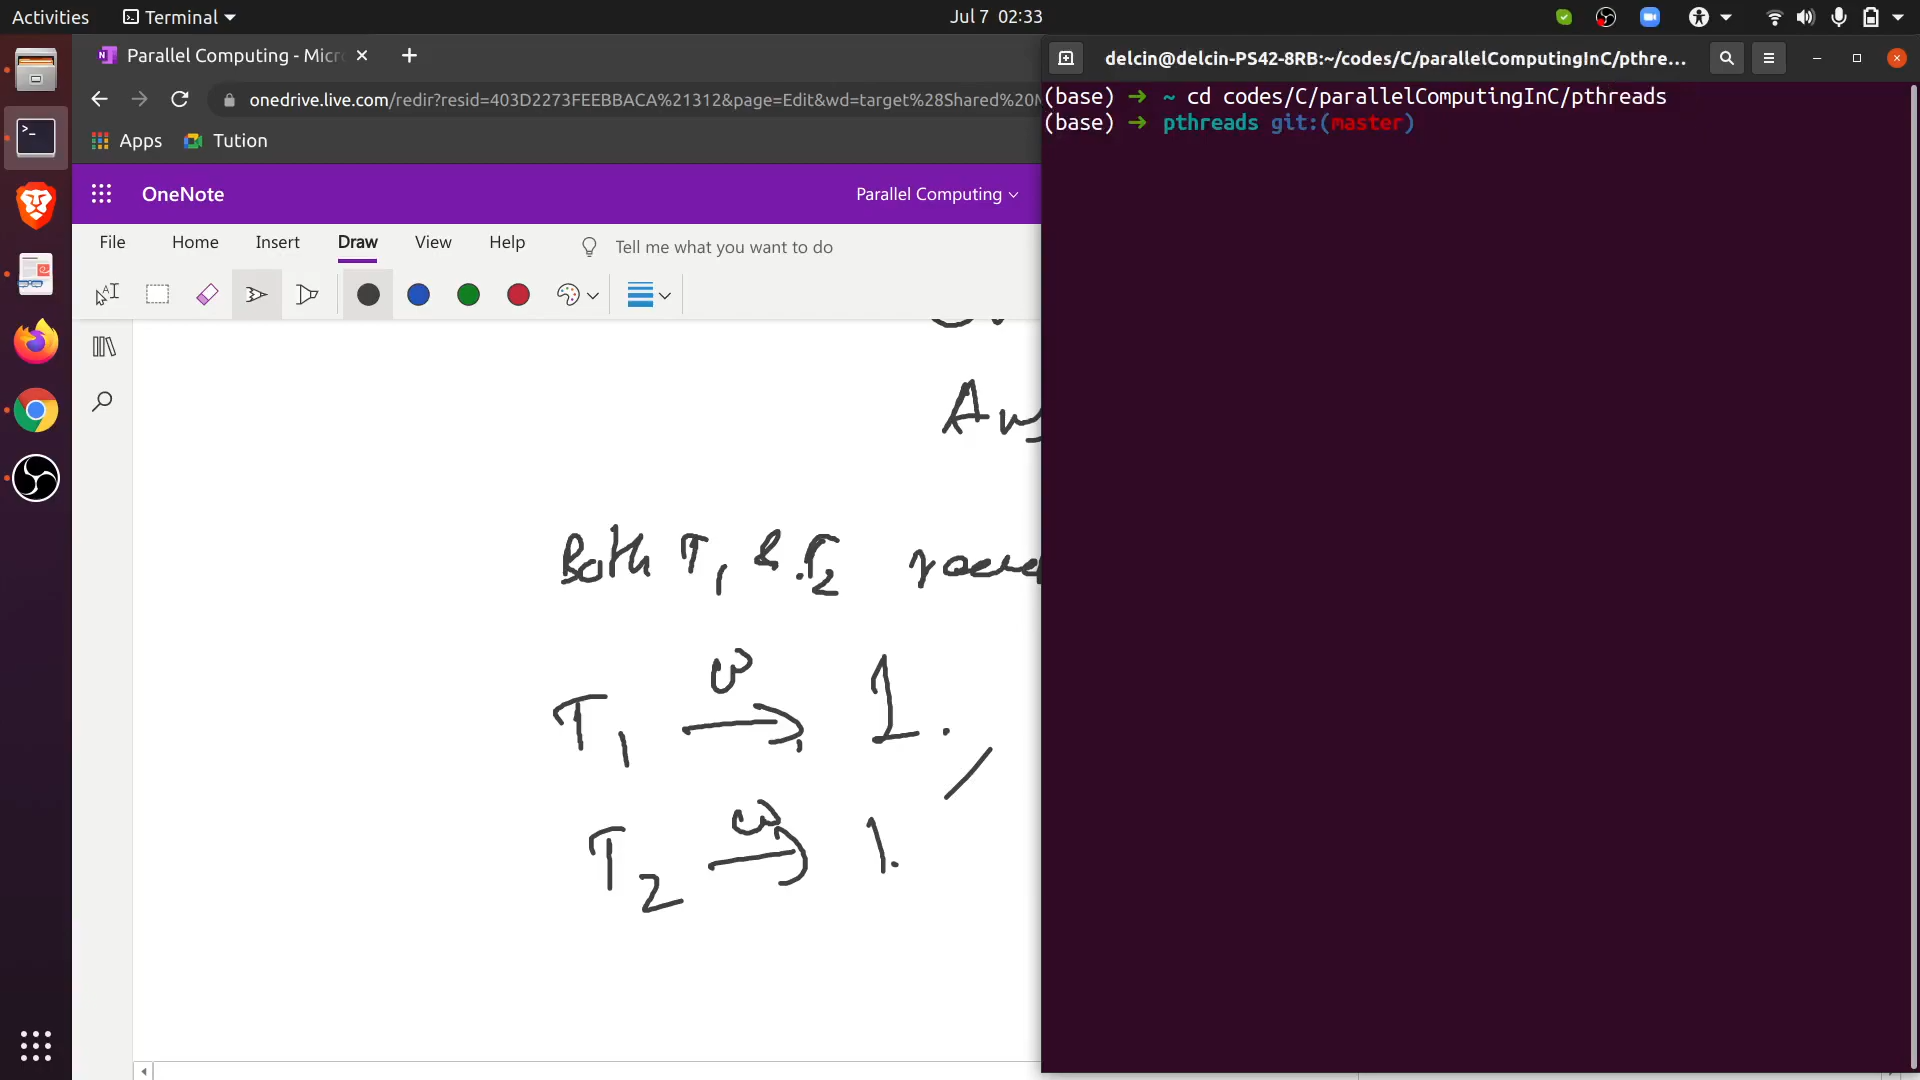 Activities
Terminal
Jul 7 02:33
Parallel Computing - Micr
onedrive.live.com/redir?resid=403D2273FEEBBACA%21312&page=Edit&wd=target%28Shared%20N
Apps
Tution
OneNote
Parallel Computing
File Home Insert Draw View Help Tell me what you want to do
Both T1 & T2
T1 w 1.
T2 w 1.
delcin@delcin-PS42-8RB:~/codes/C/parallelComputingInC/pthre...
(base) ➜ ~ cd codes/C/parallelComputingInC/pthreads
(base) ➜ pthreads git:(master)